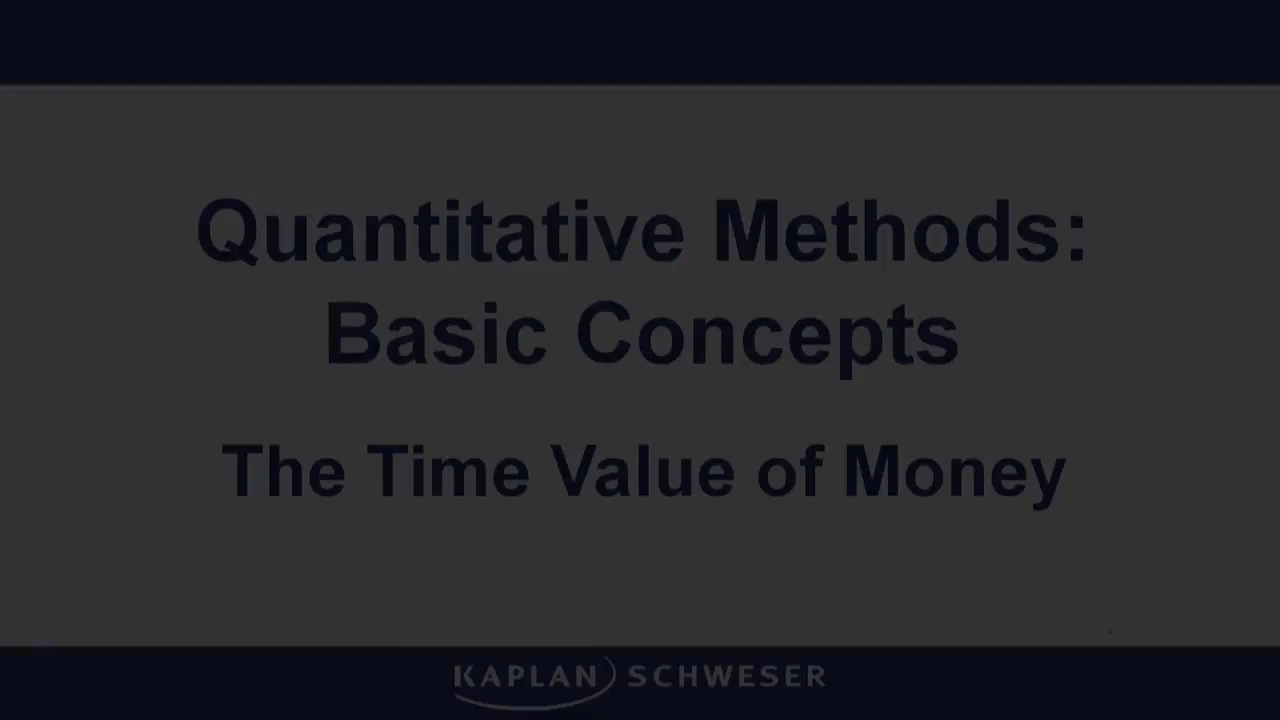 Quantitative Methods:
Basic Concepts
The Time Value of Money
KAPLAN SCHWESER